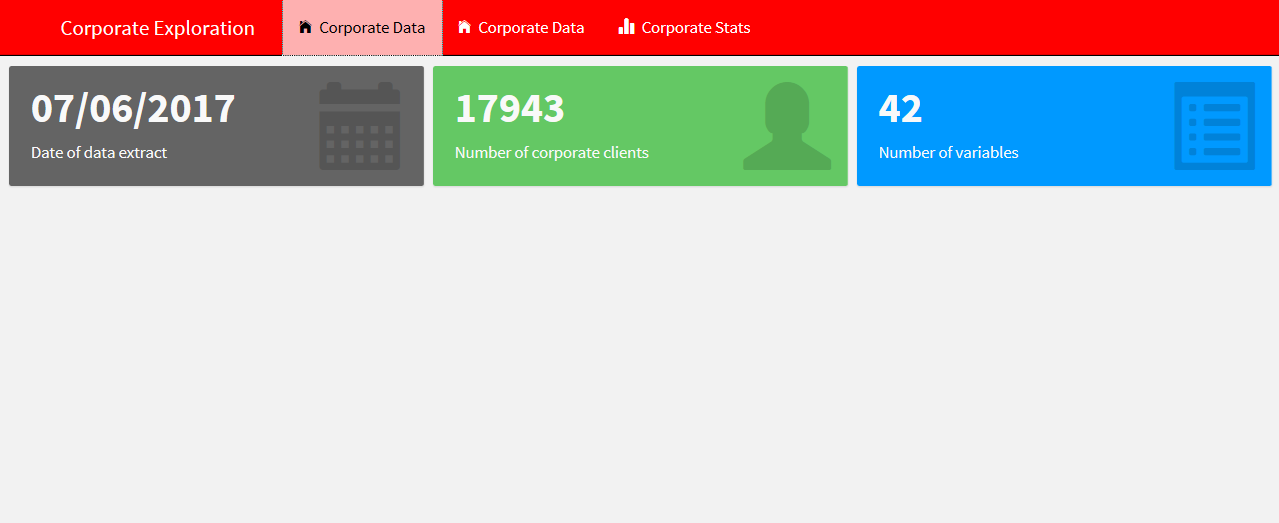 Corporate Exploration
Corporate Data
Corporate Data
Corporate Stats
07/06/2017
Date of data extract
17943
Number of corporate clients
42
Number of variables